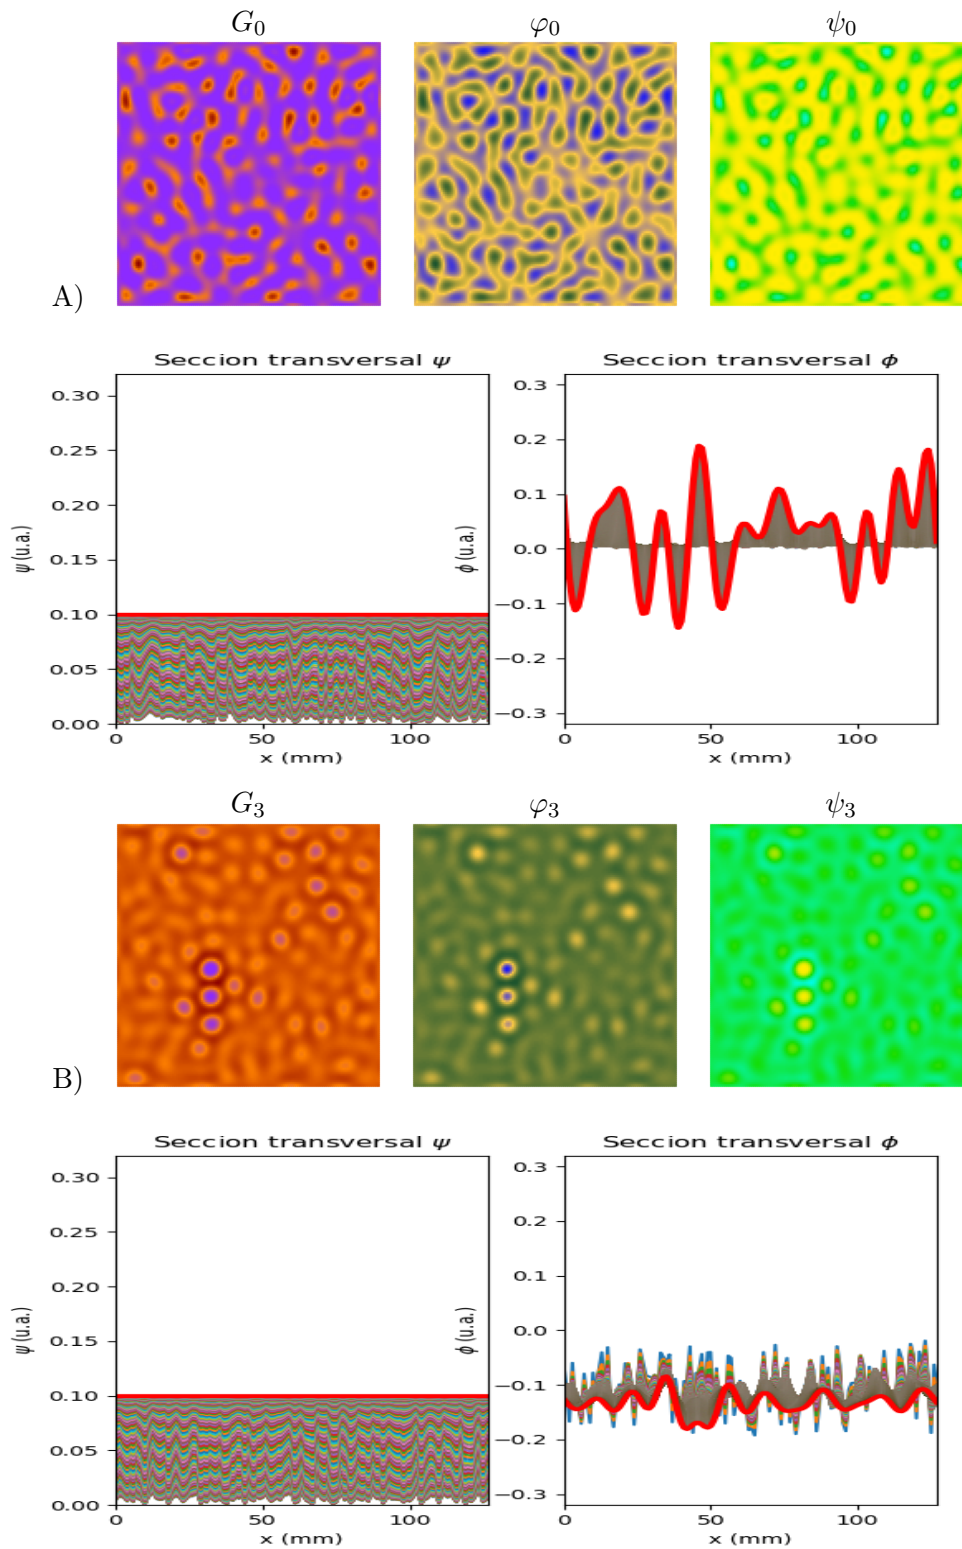 G₀ φ₀ ψ₀
A)
Seccion transversal ψ
0.30
0.25
0.20
0.15
0.10
0.05
0.00
ψ (u.a.)
0 50 100
x (mm)
Seccion transversal ϕ
0.3
0.2
0.1
0.0
−0.1
−0.2
−0.3
ϕ (u.a.)
0 50 100
x (mm)
G₃ φ₃ ψ₃
B)
Seccion transversal ψ
0.30
0.25
0.20
0.15
0.10
0.05
0.00
ψ (u.a.)
0 50 100
x (mm)
Seccion transversal ϕ
0.3
0.2
0.1
0.0
−0.1
−0.2
−0.3
ϕ (u.a.)
0 50 100
x (mm)